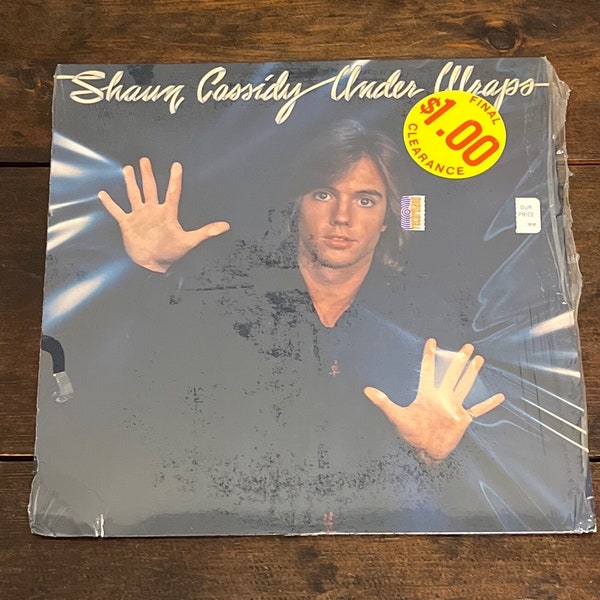 Shaun Cassidy Under Wraps
FINAL
$1.00
CLEARANCE
OUR
PRICE